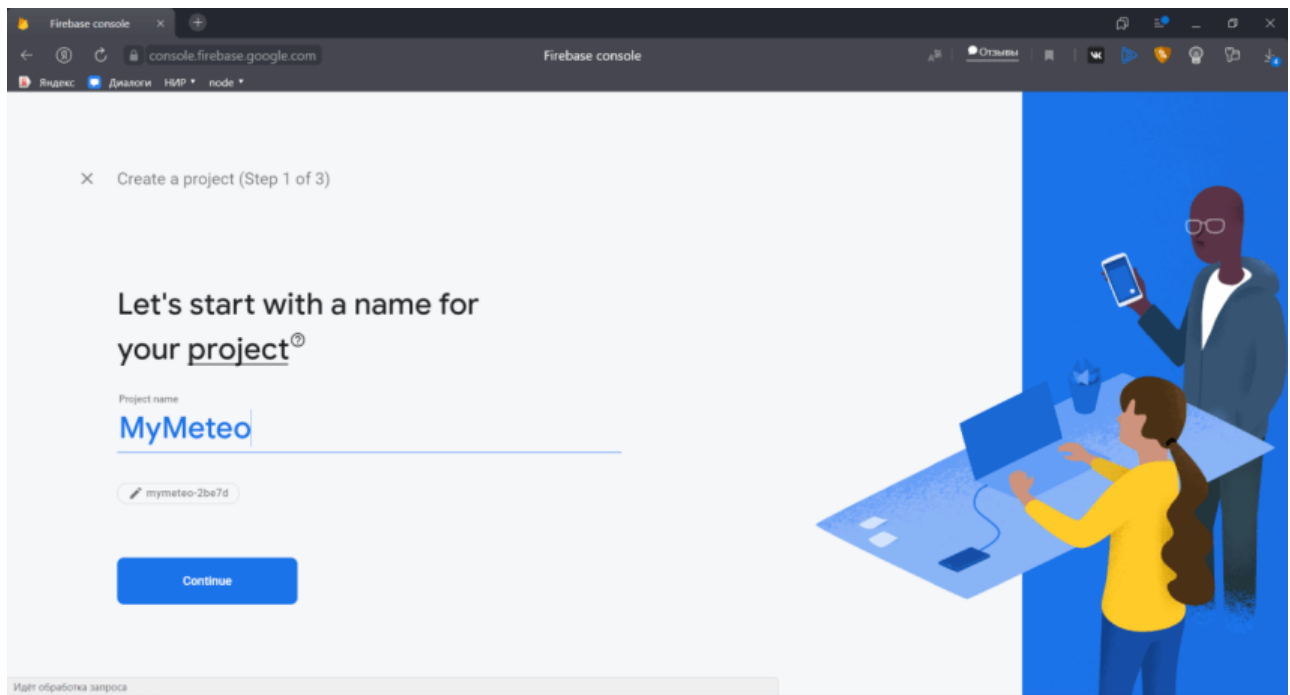 Firebase console
console.firebase.google.com
Firebase console
Отзывы
Яндекс
Диалоги
НИР
node
Create a project (Step 1 of 3)
Let's start with a name for
your project
Project name
MyMeteo
mymeteo-2be7d
Continue
Идёт обработка запроса